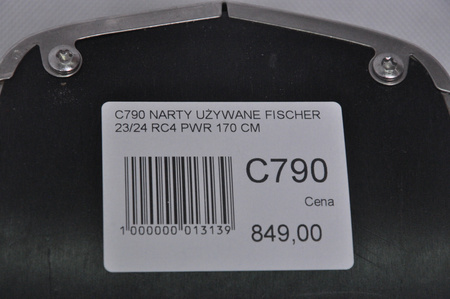 C790 NARTY UŻYWANE FISCHER
23/24 RC4 PWR 170 CM
C790
Cena
1 000000 013139
849,00